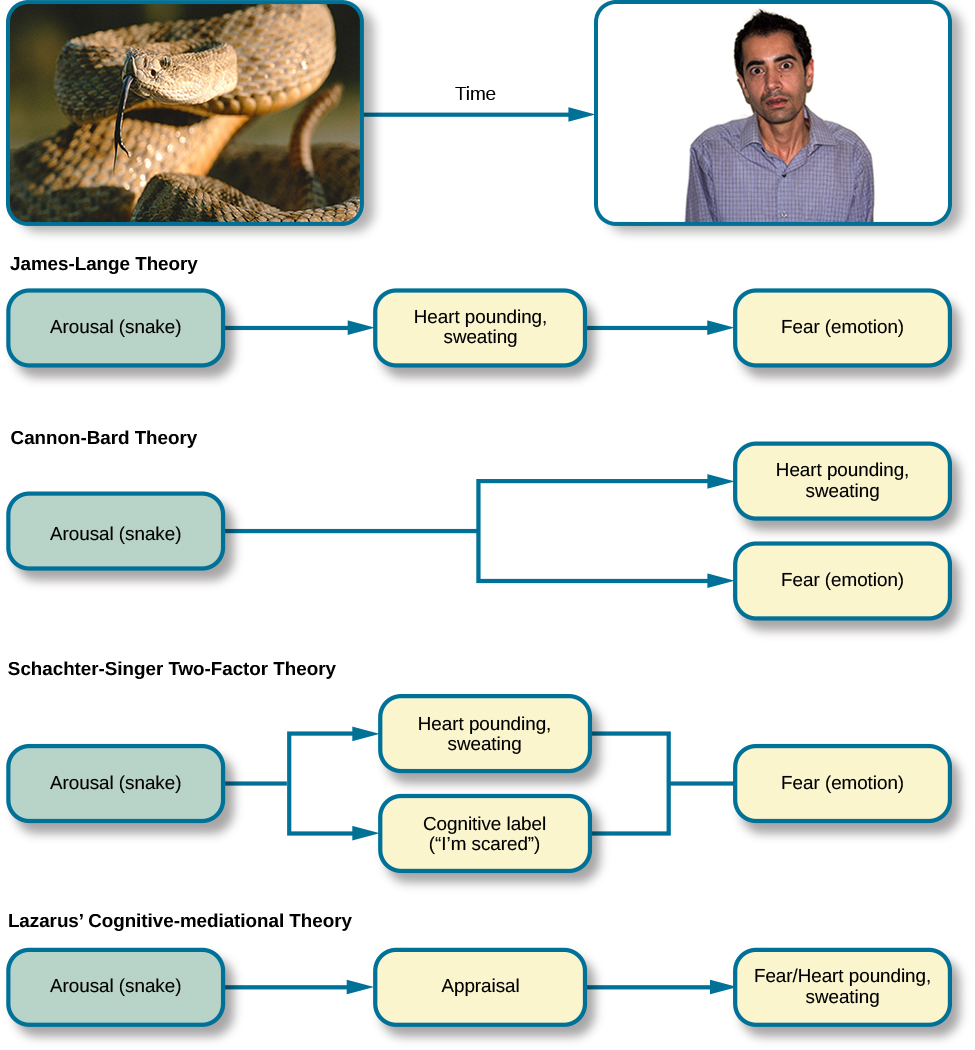 Time
James-Lange Theory
Arousal (snake)
Heart pounding,
sweating
Fear (emotion)
Cannon-Bard Theory
Arousal (snake)
Heart pounding,
sweating
Fear (emotion)
Schachter-Singer Two-Factor Theory
Arousal (snake)
Heart pounding,
sweating
Cognitive label
(“I’m scared”)
Fear (emotion)
Lazarus’ Cognitive-mediational Theory
Arousal (snake)
Appraisal
Fear/Heart pounding,
sweating